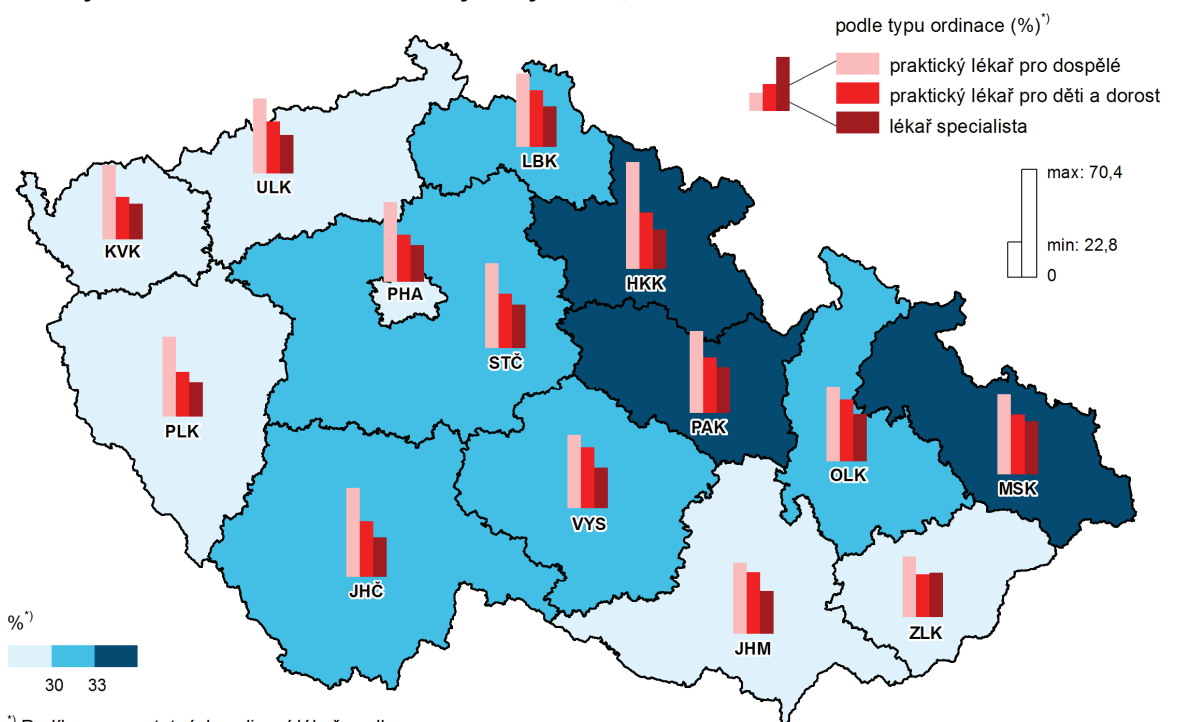 podle typu ordinace (%)*)
praktický lékař pro dospělé
praktický lékař pro děti a dorost
lékař specialista
max: 70,4
min: 22,8
0
LBK
ULK
KVK
HKK
PHA
STČ
PLK
PAK
OLK
MSK
VYS
JHČ
ZLK
JHM
%*)
30 33